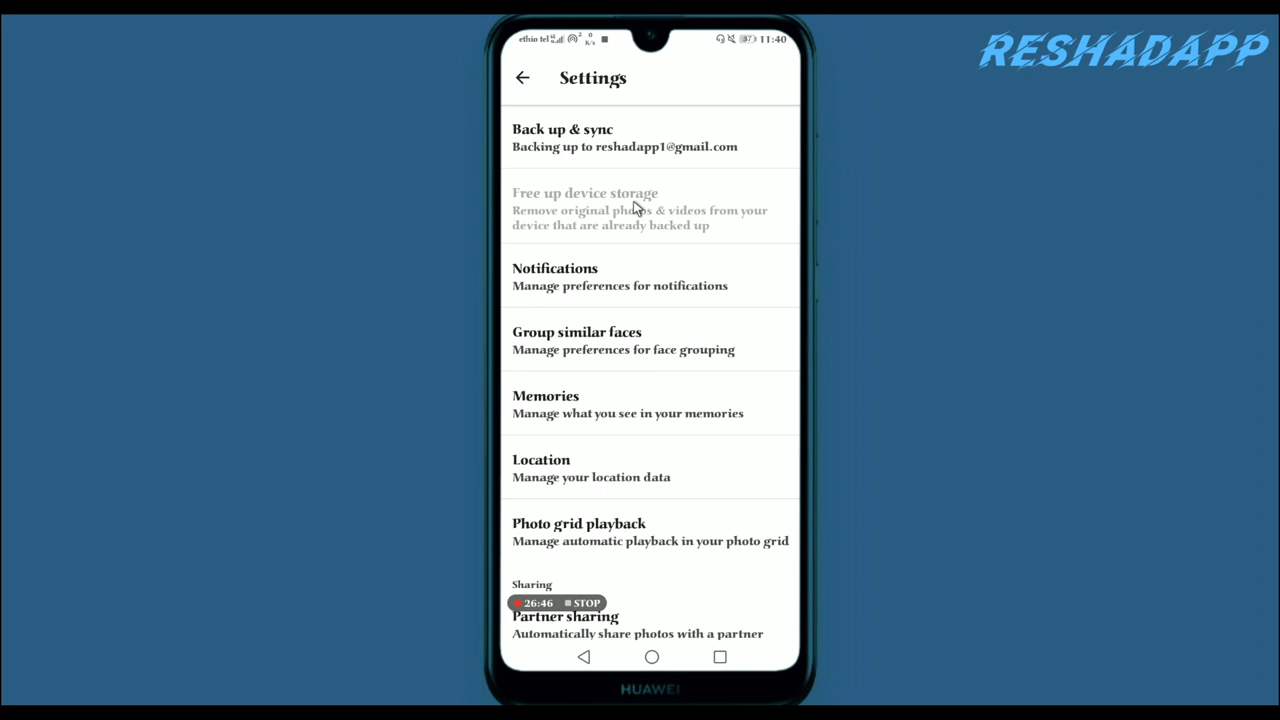 RESHADAPP
ethio tel 2 0 K/s 37 11:40
Settings
Back up & sync
Backing up to reshadapp1@gmail.com
Free up device storage
Remove original photos & videos from your
device that are already backed up
Notifications
Manage preferences for notifications
Group similar faces
Manage preferences for face grouping
Memories
Manage what you see in your memories
Location
Manage your location data
Photo grid playback
Manage automatic playback in your photo grid
Sharing
26:46 STOP
Partner sharing
Automatically share photos with a partner
HUAWEI